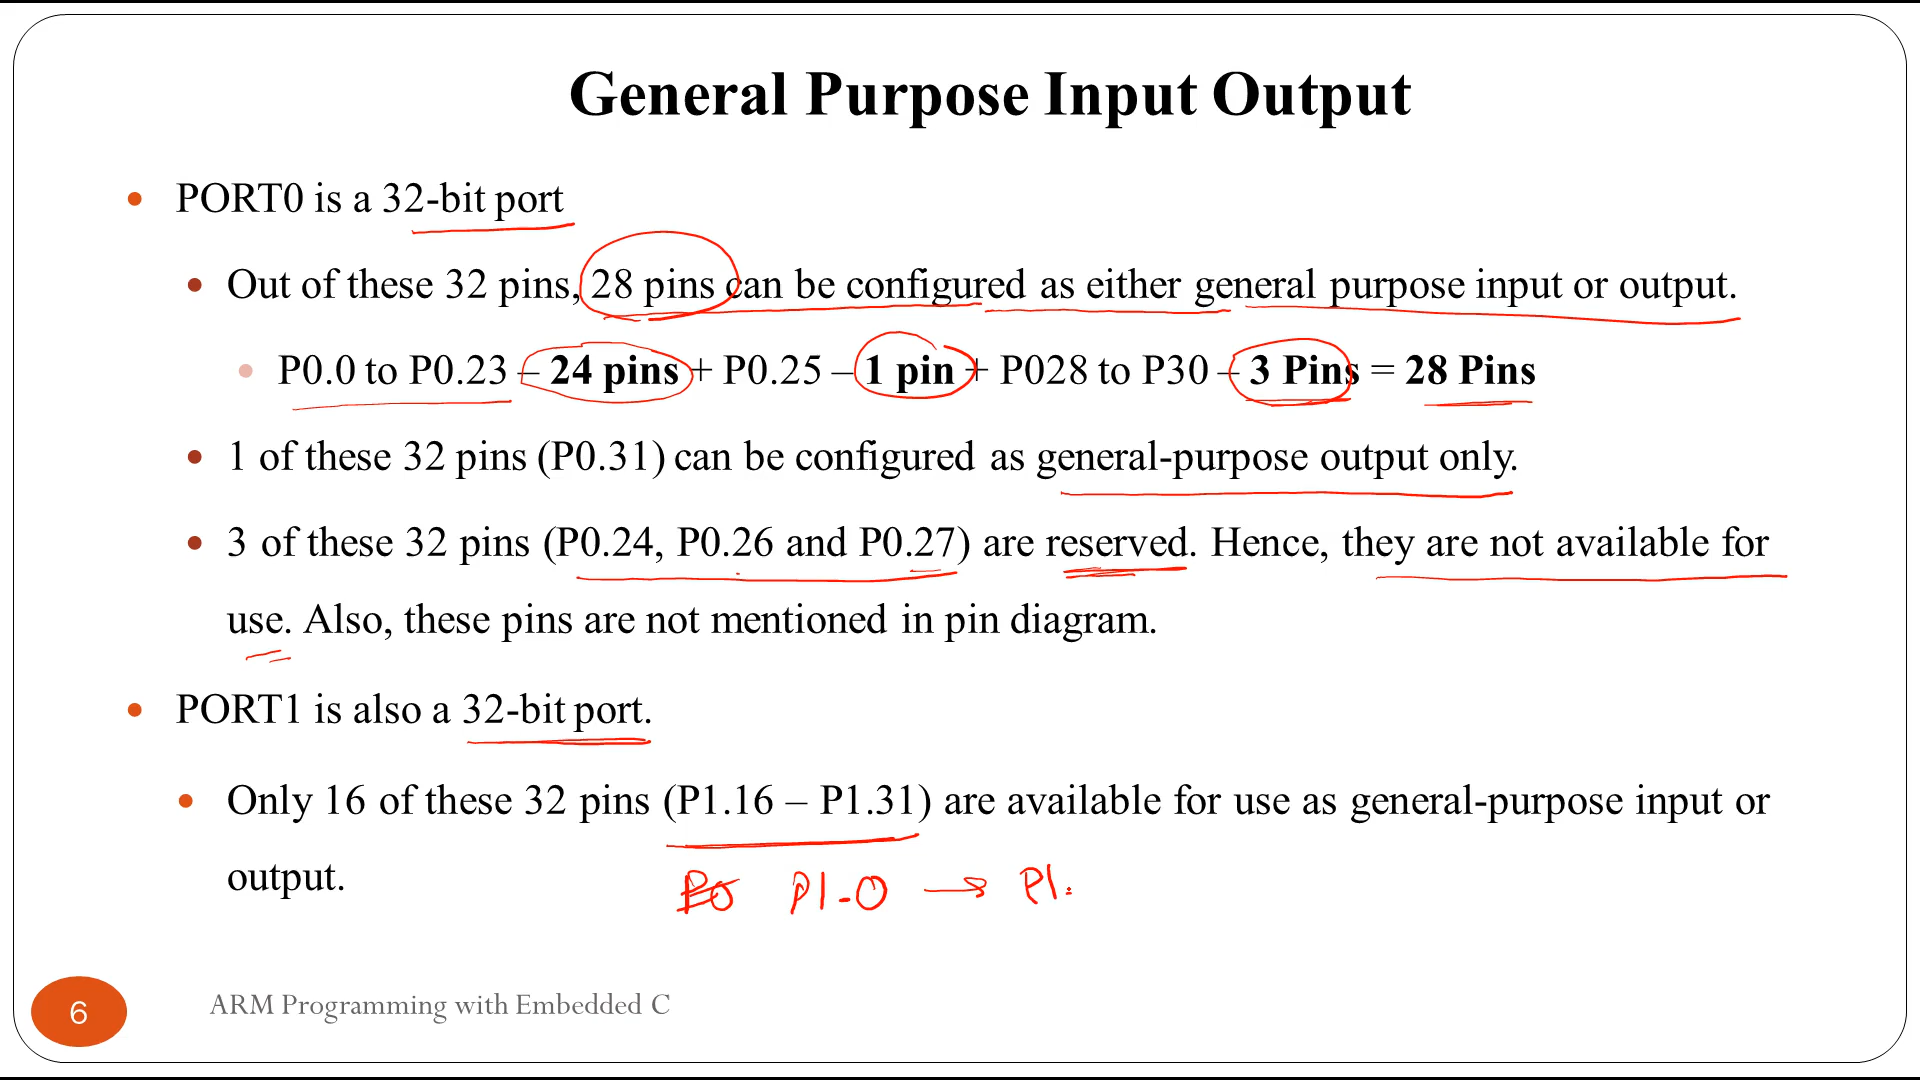 General Purpose Input Output
PORT0 is a 32-bit port
Out of these 32 pins, 28 pins can be configured as either general purpose input or output.
P0.0 to P0.23 – 24 pins + P0.25 – 1 pin + P028 to P30 – 3 Pins = 28 Pins
1 of these 32 pins (P0.31) can be configured as general-purpose output only.
3 of these 32 pins (P0.24, P0.26 and P0.27) are reserved. Hence, they are not available for
use. Also, these pins are not mentioned in pin diagram.
PORT1 is also a 32-bit port.
Only 16 of these 32 pins (P1.16 – P1.31) are available for use as general-purpose input or
output.
P1.0 → P1.
6
ARM Programming with Embedded C